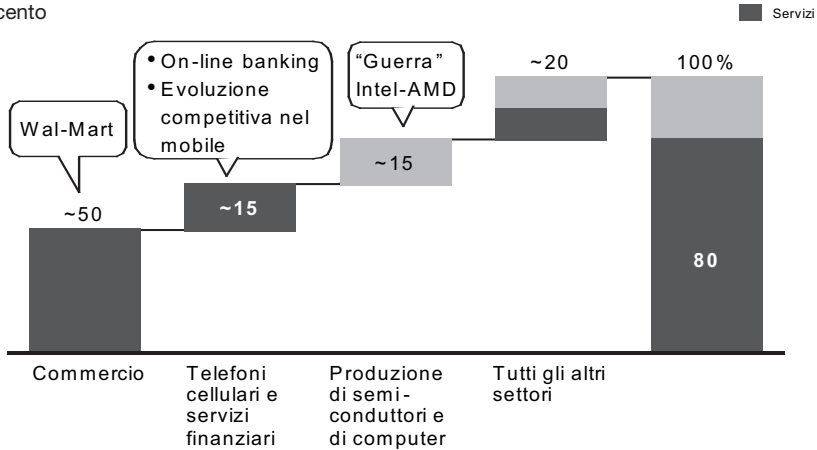 Servizi
• On-line banking
• Evoluzione
competitiva nel
mobile
"Guerra"
Intel-AMD
Wal-Mart
~50
~15
~15
~20
100%
80
Commercio
Telefoni
cellulari e
servizi
finanziari
Produzione
di semi-
conduttori e
di computer
Tutti gli altri
settori